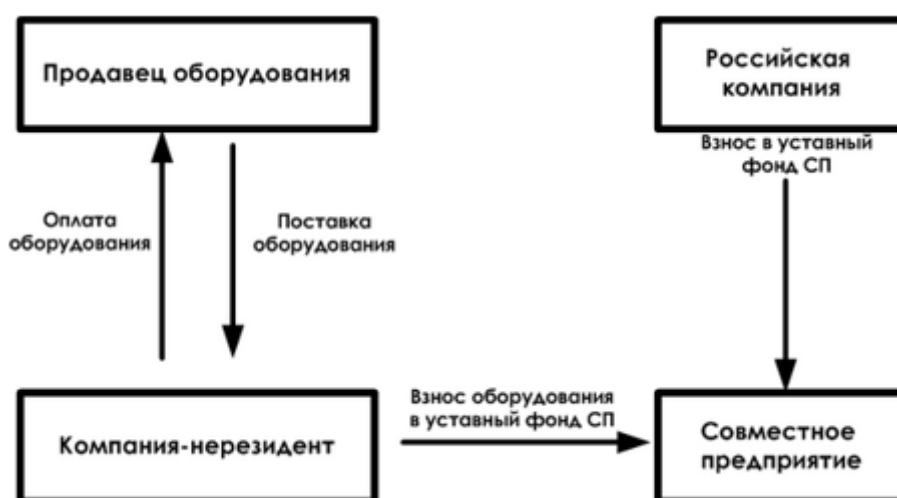 Продавец оборудования
Российская
компания
Взнос в уставный
фонд СП
Оплата
оборудования
Поставка
оборудования
Взнос оборудования
в уставный фонд СП
Компания-нерезидент
Совместное
предприятие